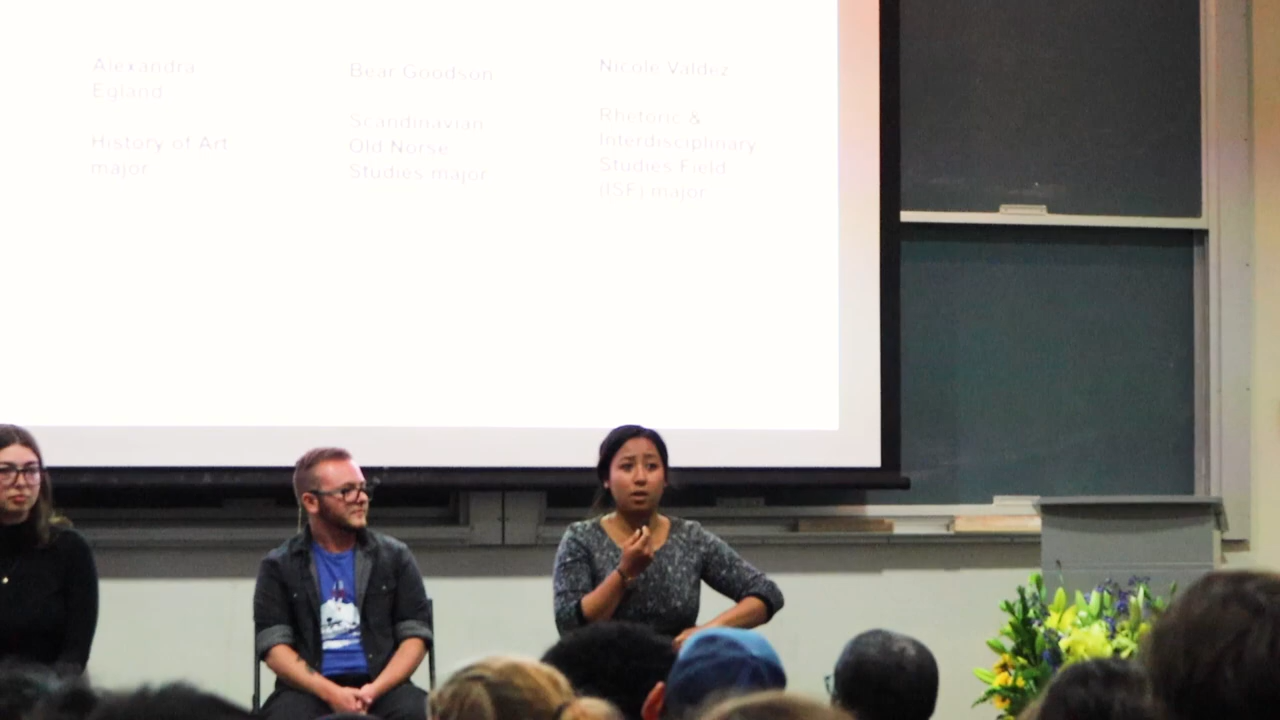 Alexandra
Egland
History of Art
major
Bear Goodson
Scandinavian
Old Norse
Studies major
Nicole Valdez
Rhetoric &
Interdisciplinary
Studies Field
(ISF) major